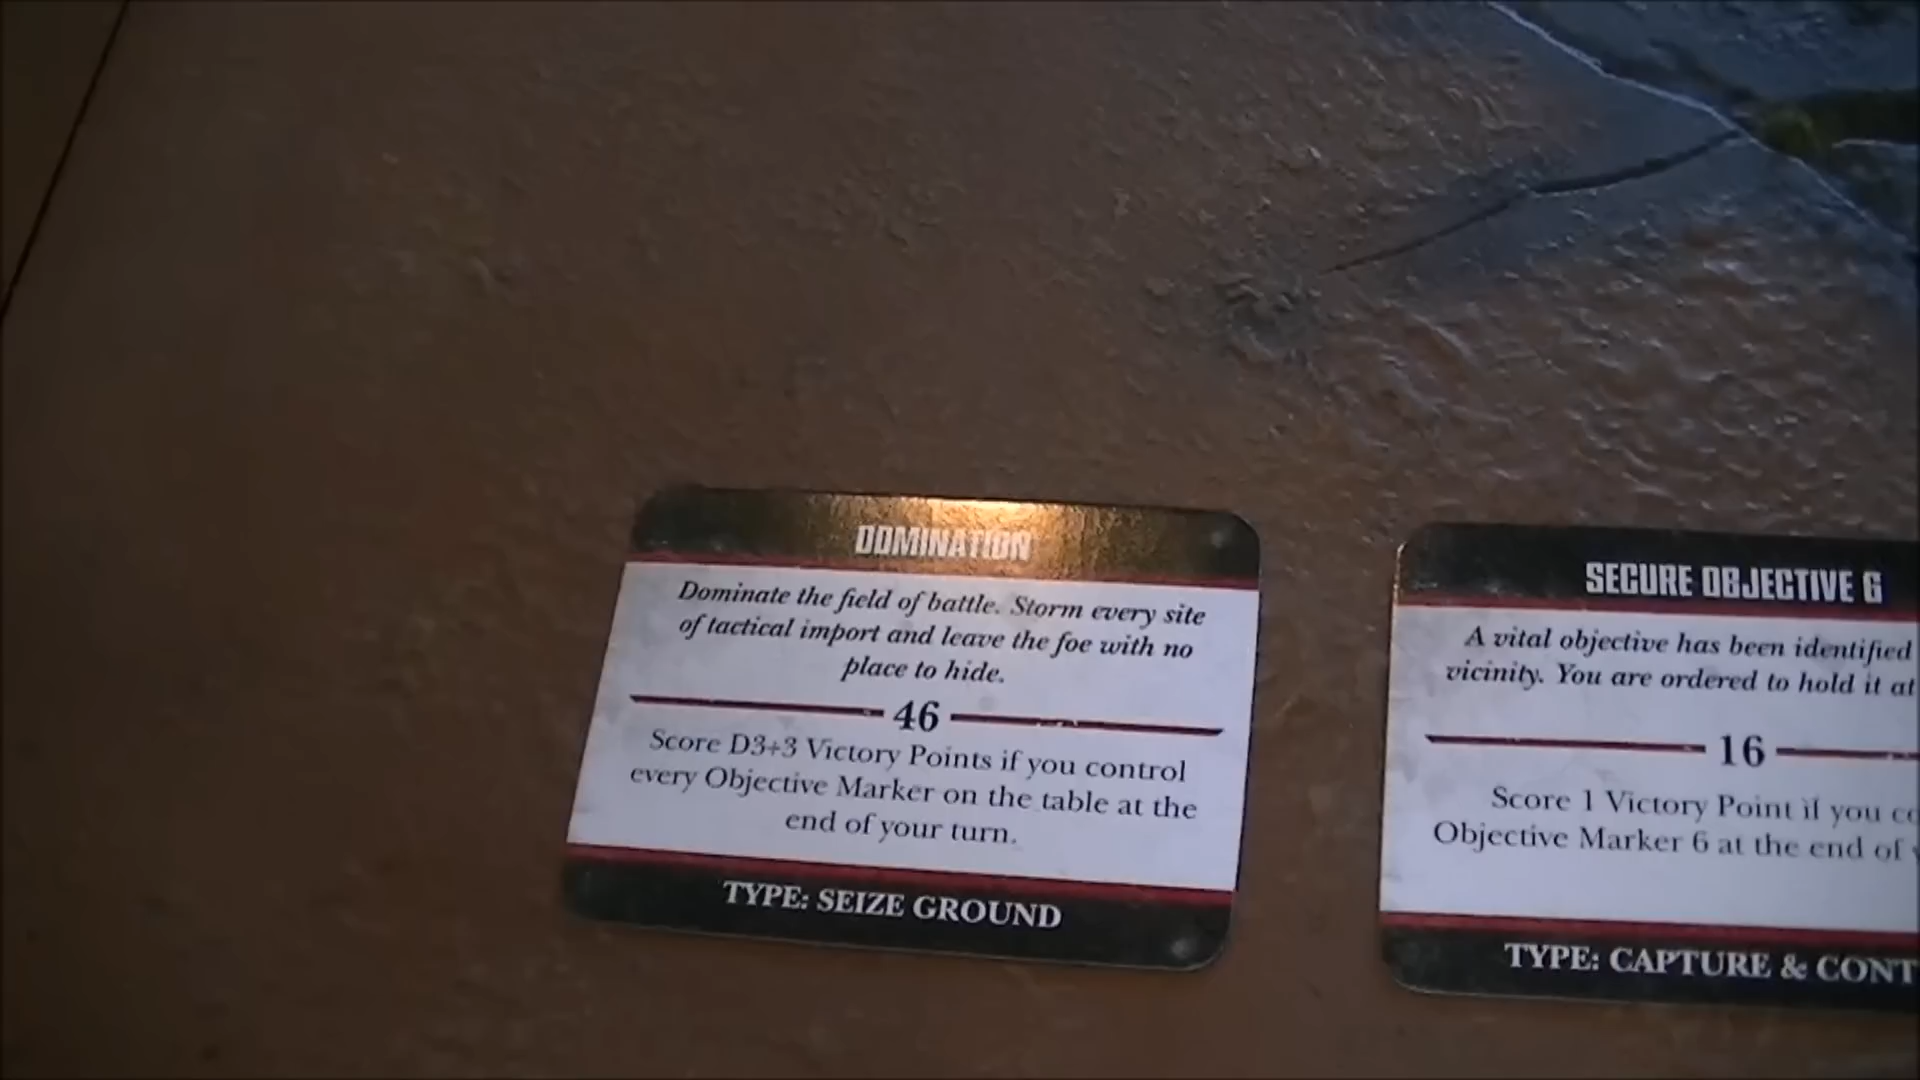 DOMINATION
Dominate the field of battle. Storm every site
of tactical import and leave the foe with no
place to hide.
46
Score D3+3 Victory Points if you control
every Objective Marker on the table at the
end of your turn.
TYPE: SEIZE GROUND
SECURE OBJECTIVE 6
A vital objective has been identified
vicinity. You are ordered to hold it at
16
Score 1 Victory Point if you
Objective Marker 6 at the end of
TYPE: CAPTURE & CONT